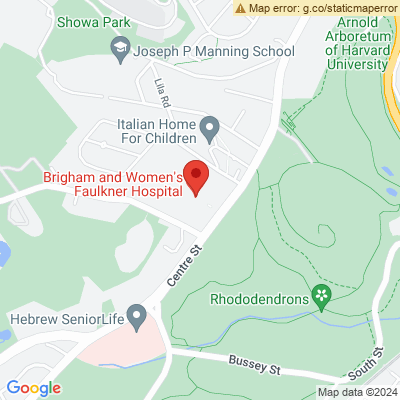 Map error: g.co/staticmaperror
Showa Park
Arnold
Arboretum of Harvard
University
Joseph P Manning School
Lila Rd
Italian Home
For Children
Brigham and Women's
Faulkner Hospital
Centre St
Rhododendrons
Hebrew SeniorLife
Bussey St
South St
Google
Map data ©2024